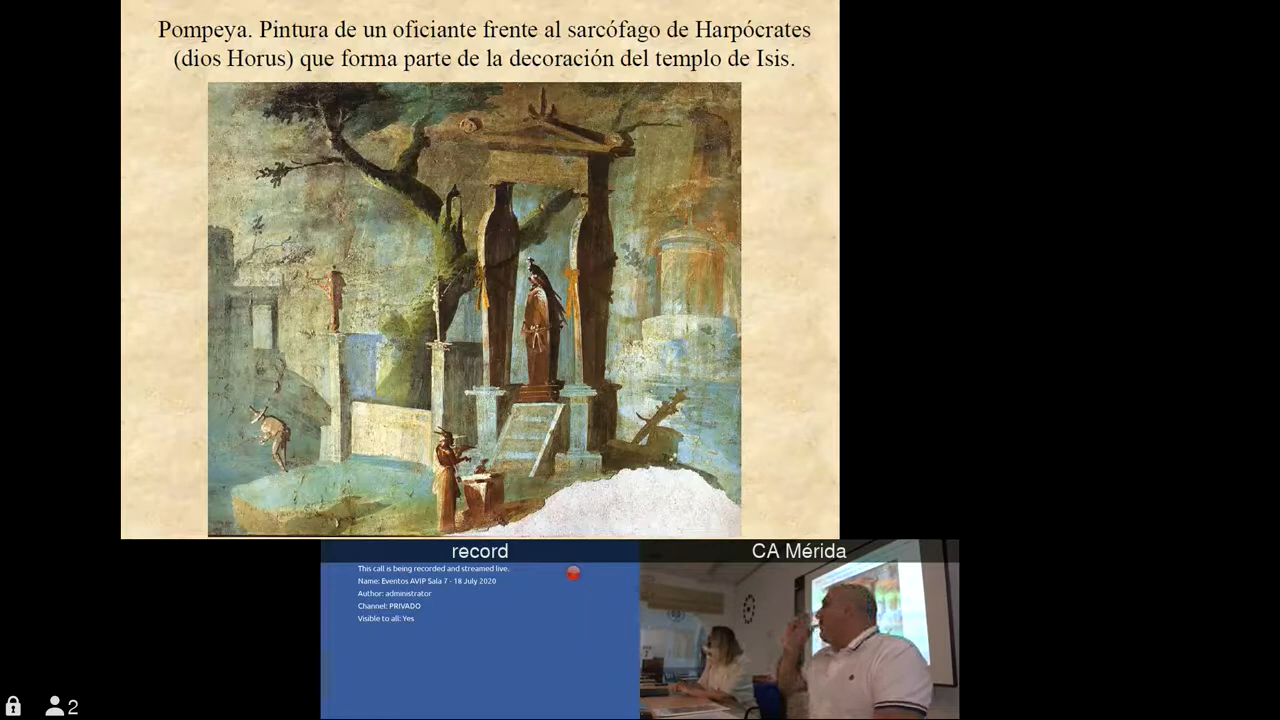 Pompeya. Pintura de un oficiante frente al sarcófago de Harpócrates
(dios Horus) que forma parte de la decoración del templo de Isis.
record
This call is being recorded and streamed live.
Name: Eventos AVIP Sala 7 - 18 July 2020
Author: administrator
Channel: PRIVADO
Visible to all: Yes
CA Mérida
2